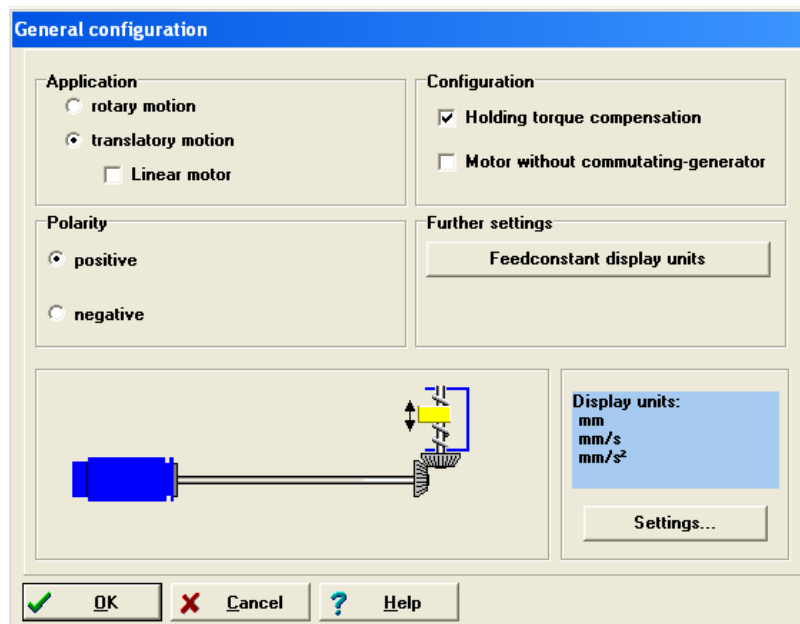 General configuration
Application
rotary motion
translatory motion
Linear motor
Configuration
Holding torque compensation
Motor without commutating-generator
Polarity
positive
negative
Further settings
Feedconstant display units
Display units:
mm
mm/s
mm/s²
Settings...
OK
Cancel
Help